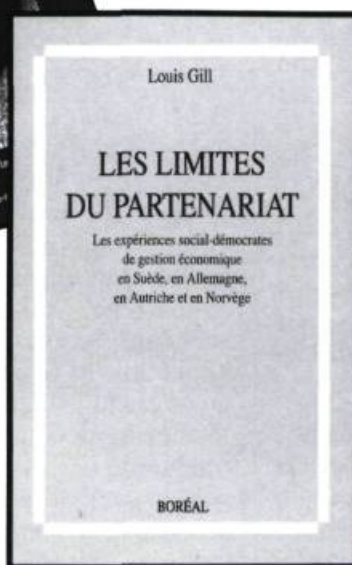 Louis Gill
LES LIMITES
DU PARTENARIAT
Les expériences social-démocrates
de gestion économique
en Suède, en Allemagne,
en Autriche et en Norvège
BORÉAL